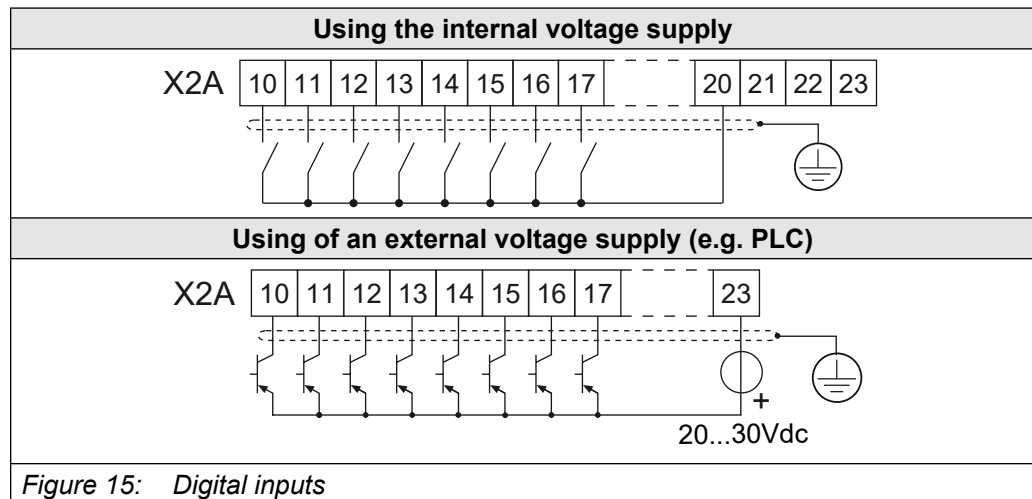 Using the internal voltage supply
X2A 10 11 12 13 14 15 16 17 20 21 22 23
Using of an external voltage supply (e.g. PLC)
X2A 10 11 12 13 14 15 16 17 23
+
20...30Vdc
Figure 15: Digital inputs